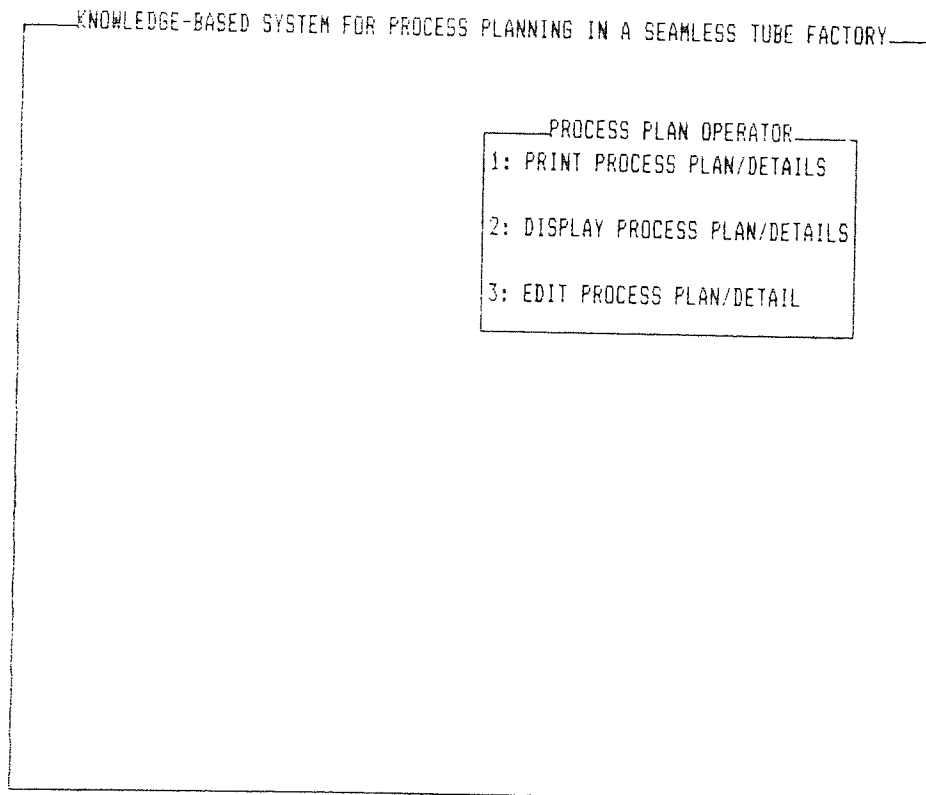 KNOWLEDGE-BASED SYSTEM FOR PROCESS PLANNING IN A SEAMLESS TUBE FACTORY
PROCESS PLAN OPERATOR
1: PRINT PROCESS PLAN/DETAILS
2: DISPLAY PROCESS PLAN/DETAILS
3: EDIT PROCESS PLAN/DETAIL